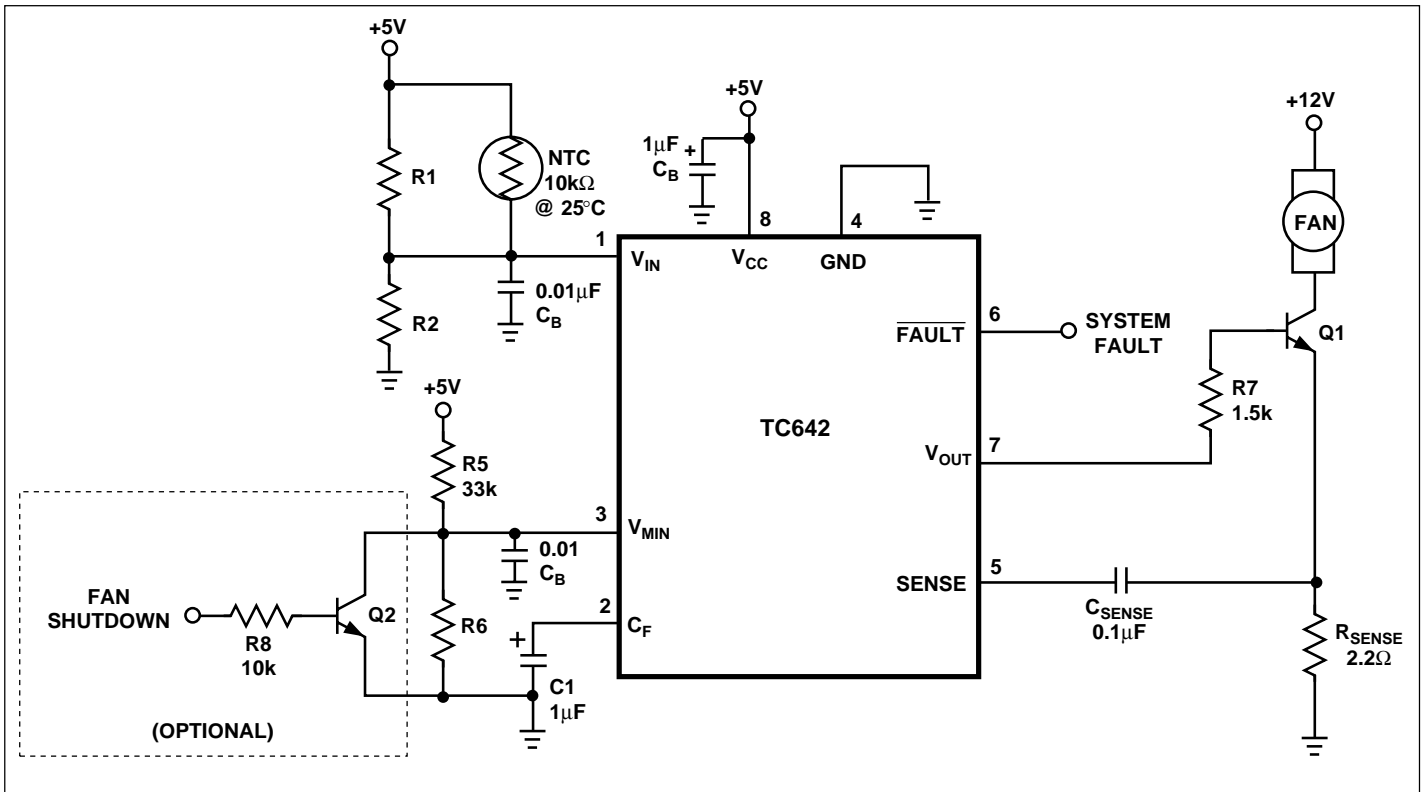 +5V
R1
NTC
10kΩ
@ 25°C
R2
0.01μF
C_B
+5V
1μF +
C_B
8
4
1
V_IN
V_CC
GND
+12V
FAN
6
FAULT
SYSTEM
FAULT
Q1
R7
1.5k
TC642
7
V_OUT
+5V
R5
33k
3
V_MIN
0.01
C_B
FAN
SHUTDOWN
R8
10k
Q2
R6
2
C_F
+
C1
1μF
(OPTIONAL)
5
SENSE
C_SENSE
0.1μF
R_SENSE
2.2Ω